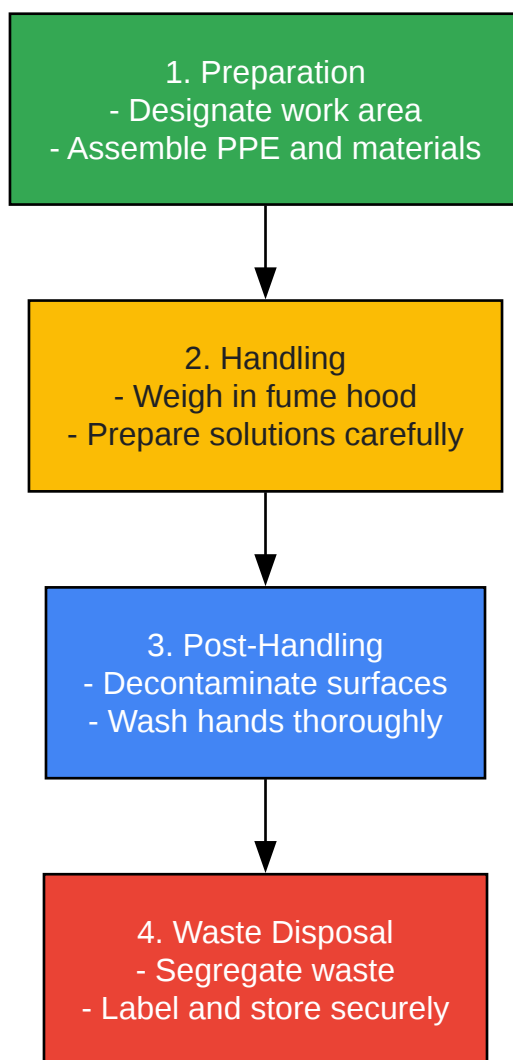 1. Preparation
- Designate work area
- Assemble PPE and materials
2. Handling
- Weigh in fume hood
- Prepare solutions carefully
3. Post-Handling
- Decontaminate surfaces
- Wash hands thoroughly
4. Waste Disposal
- Segregate waste
- Label and store securely